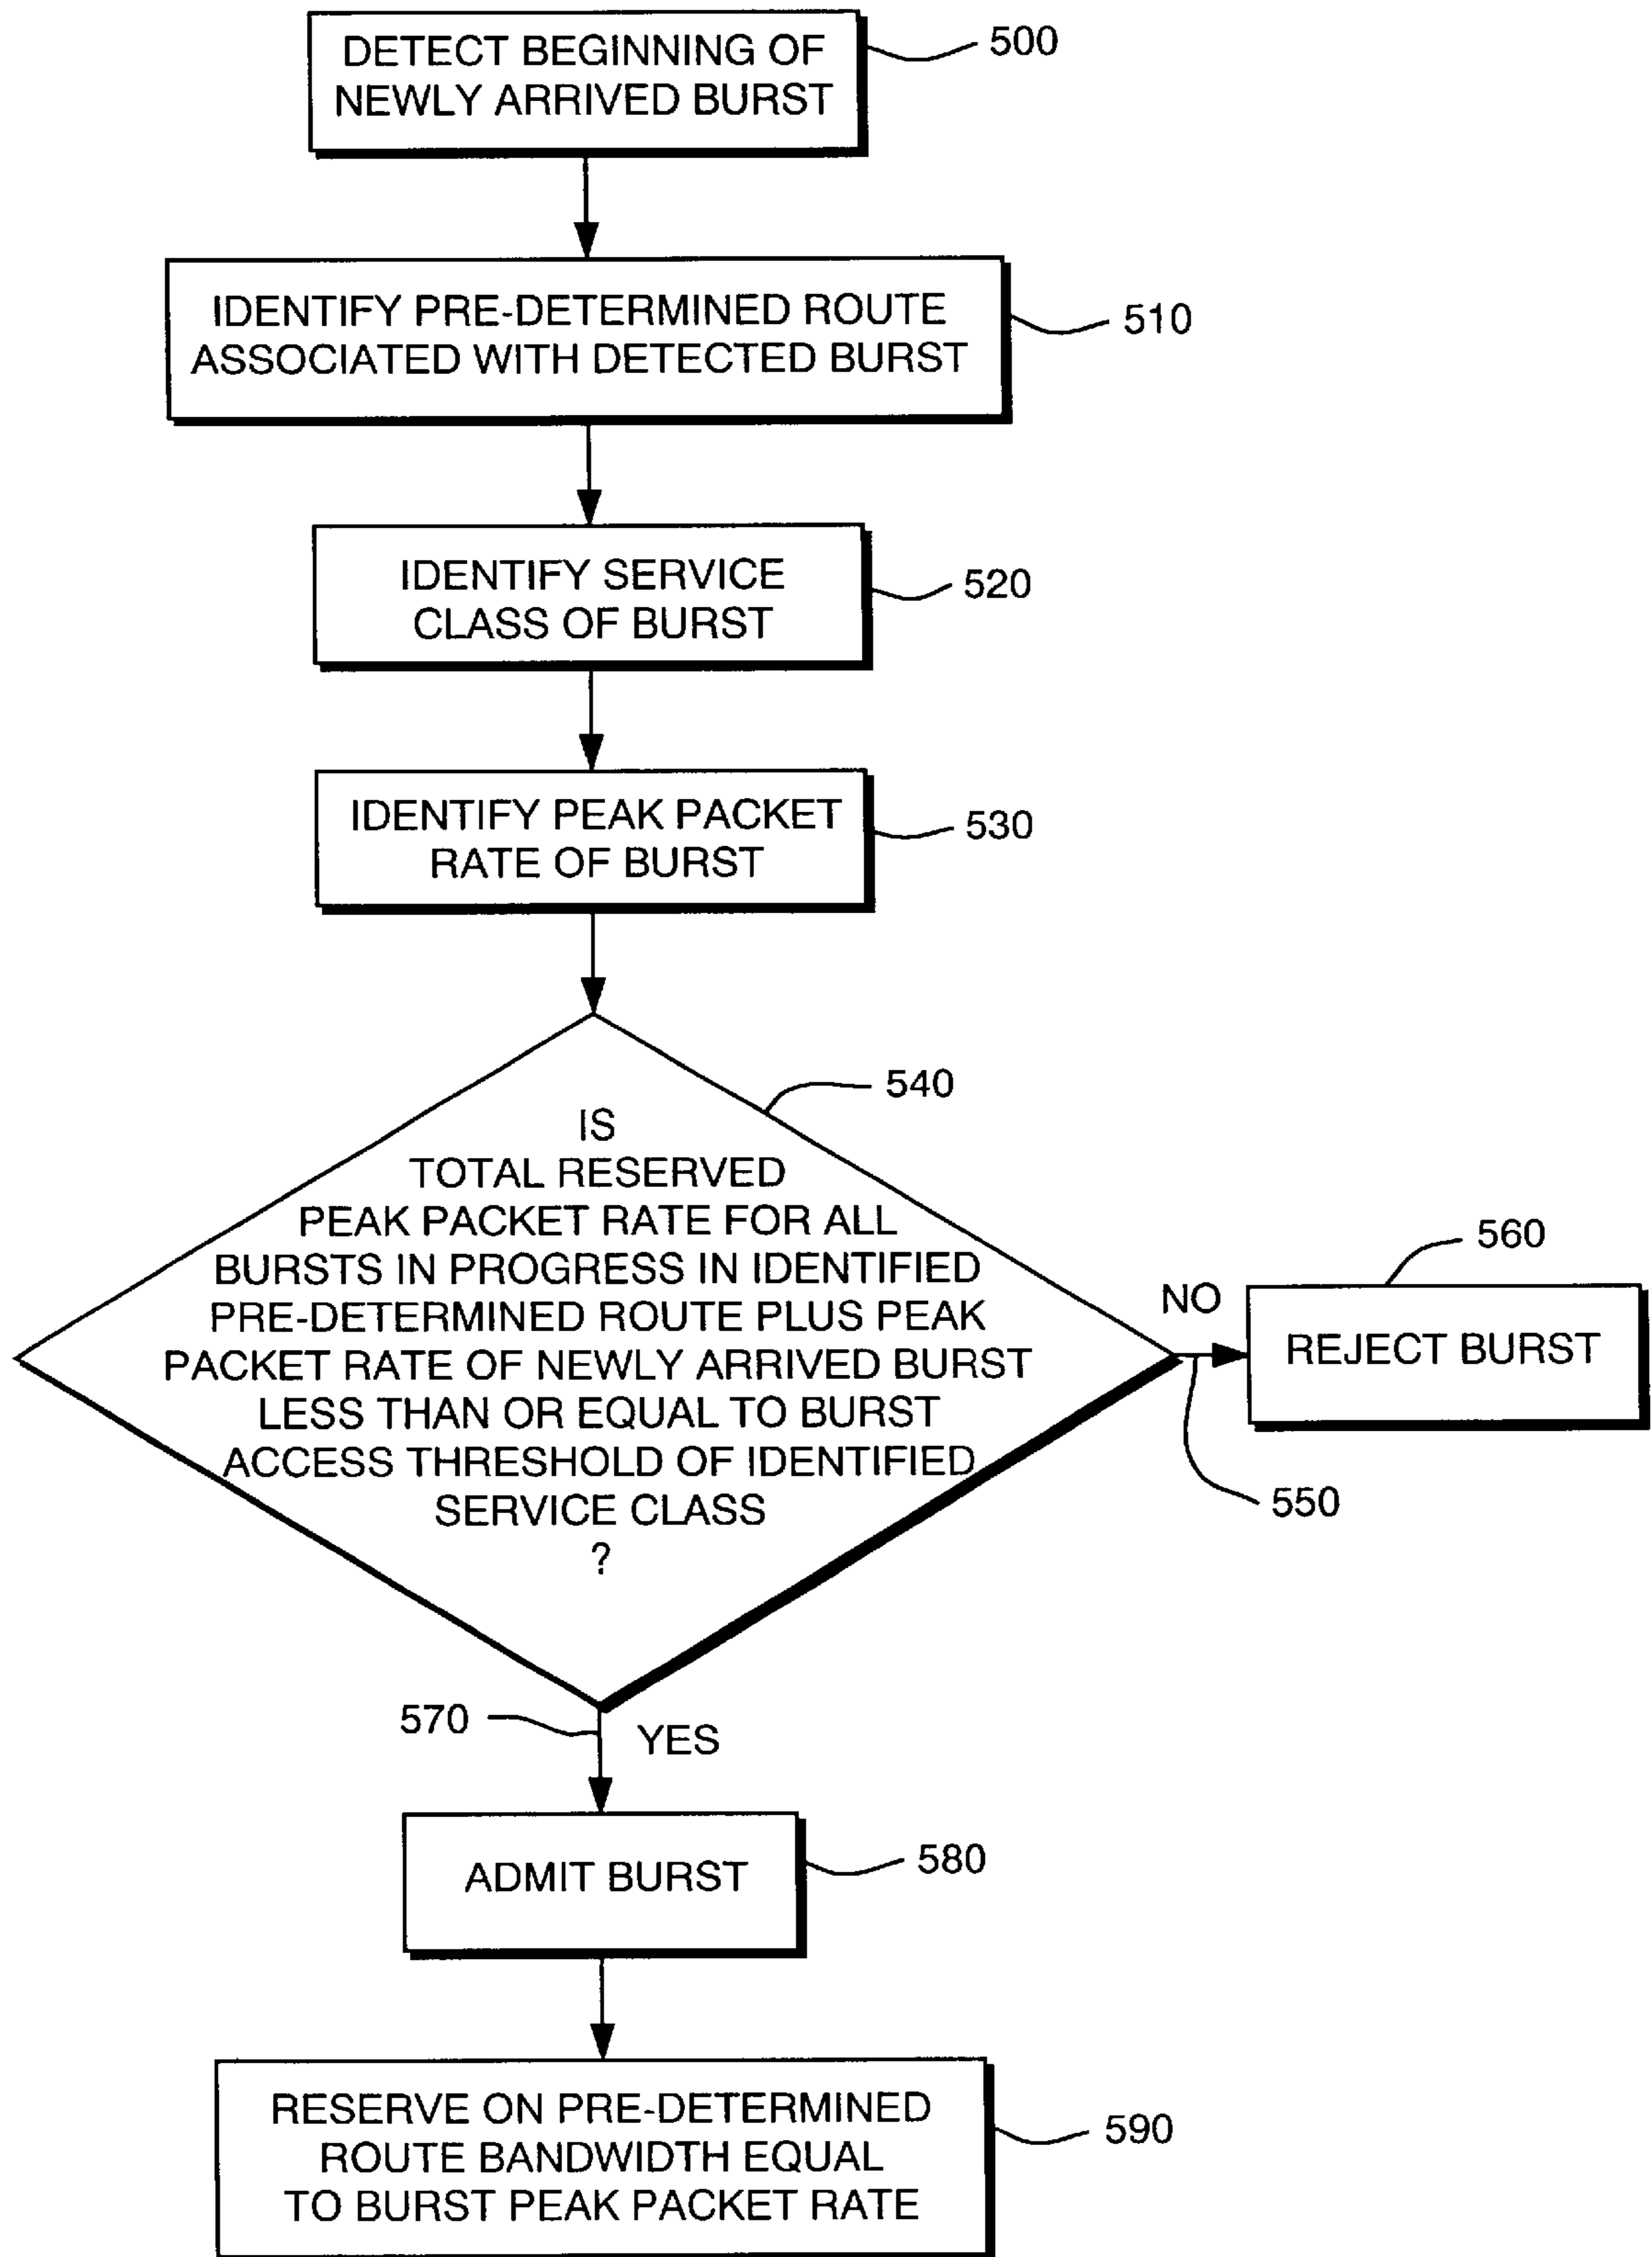 DETECT BEGINNING OF
NEWLY ARRIVED BURST
500
IDENTIFY PRE-DETERMINED ROUTE
ASSOCIATED WITH DETECTED BURST
510
IDENTIFY SERVICE
CLASS OF BURST
520
IDENTIFY PEAK PACKET
RATE OF BURST
530
540
IS
TOTAL RESERVED
PEAK PACKET RATE FOR ALL
BURSTS IN PROGRESS IN IDENTIFIED
PRE-DETERMINED ROUTE PLUS PEAK
PACKET RATE OF NEWLY ARRIVED BURST
LESS THAN OR EQUAL TO BURST
ACCESS THRESHOLD OF IDENTIFIED
SERVICE CLASS
?
NO
550
560
REJECT BURST
570
YES
ADMIT BURST
580
RESERVE ON PRE-DETERMINED
ROUTE BANDWIDTH EQUAL
TO BURST PEAK PACKET RATE
590